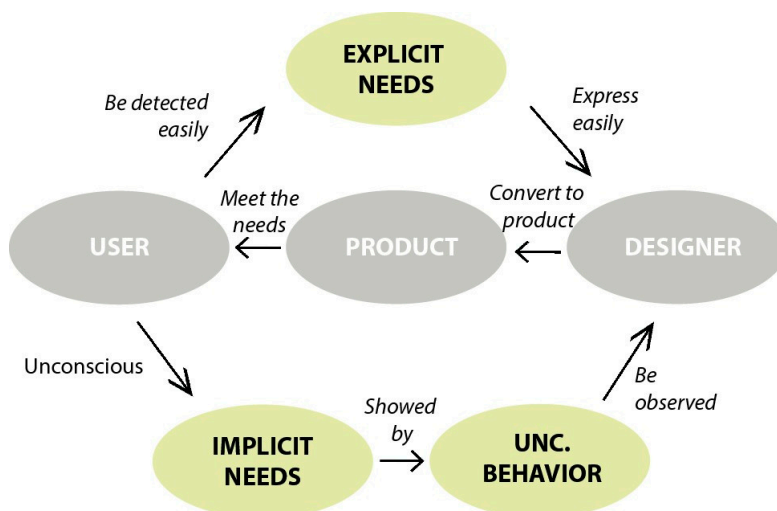 EXPLICIT
NEEDS
Be detected
easily
Express
easily
Meet the
needs
Convert to
product
USER
PRODUCT
DESIGNER
Unconscious
Be
observed
Showed
by
IMPLICIT
NEEDS
UNC.
BEHAVIOR